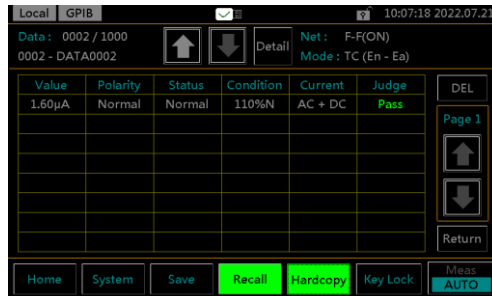 Local GPIB 10:07:18 2022.07.21
Data: 0002 / 1000 Net: F-F(ON)
0002 - DATA0002 Detail Mode: TC (En - Ea)
Value Polarity Status Condition Current Judge DEL
1.60µA Normal Normal 110%N AC + DC Pass
Page 1
Return
Home System Save Recall Hardcopy Key Lock Meas
AUTO